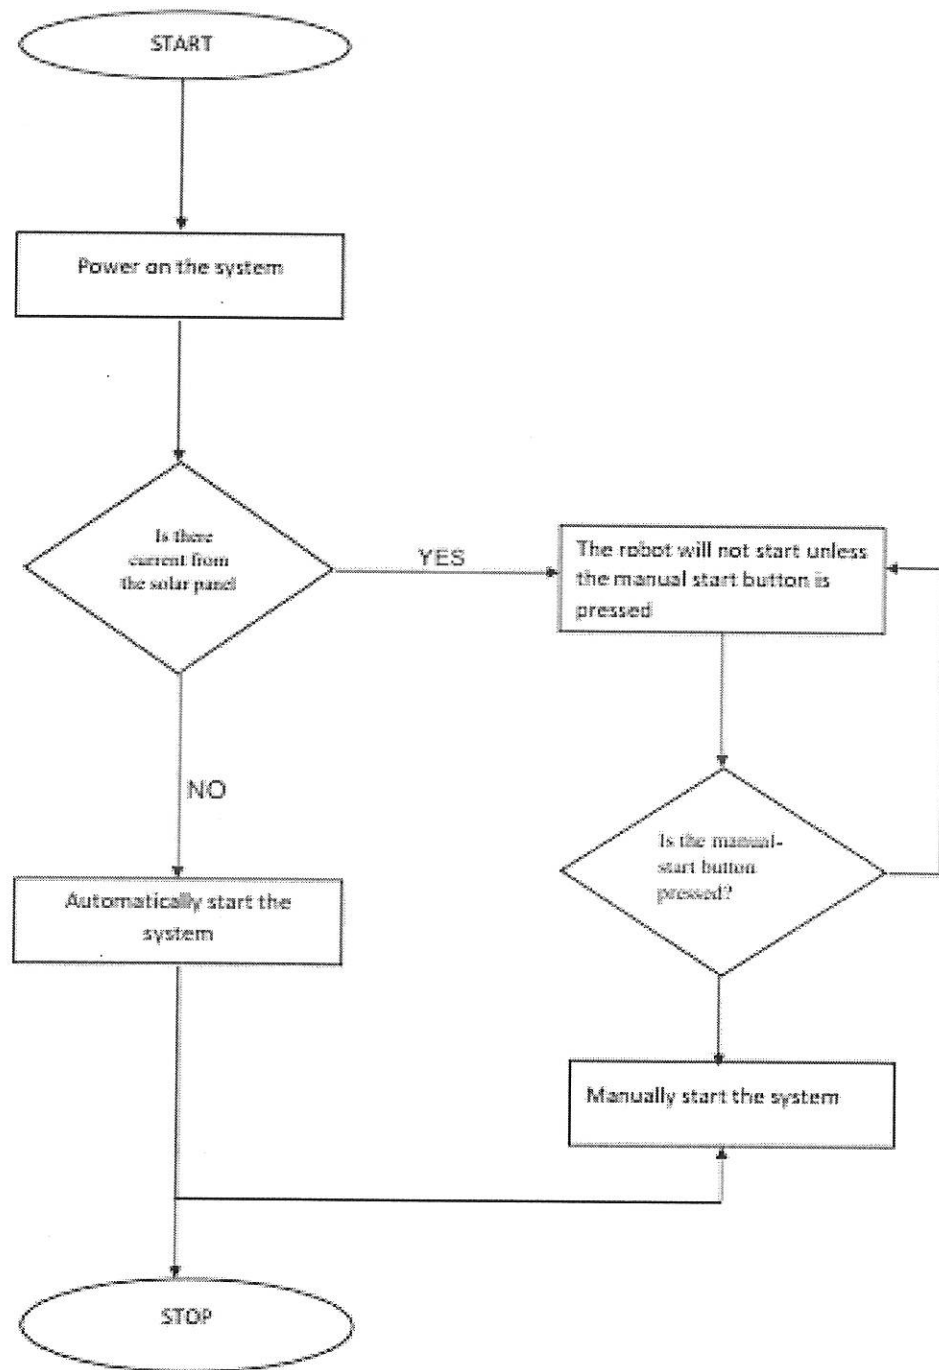 START
Power on the system
Is there
current from
the solar panel
YES
The robot will not start unless
the manual start button is
pressed
NO
Is the manual-
start button
pressed?
Automatically start the
system
Manually start the system
STOP